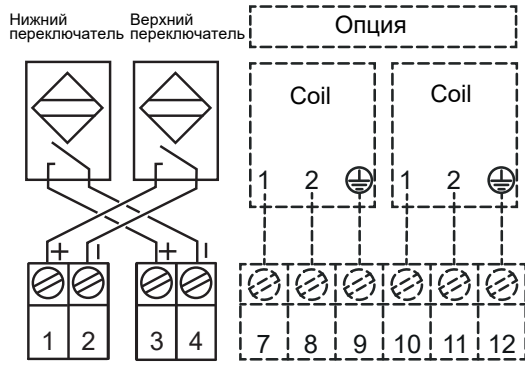 Нижний
переключатель
Верхний
переключатель
Опция
Coil
Coil
1 2
1 2
+ − + −
1 2 3 4
7 8 9 10 11 12